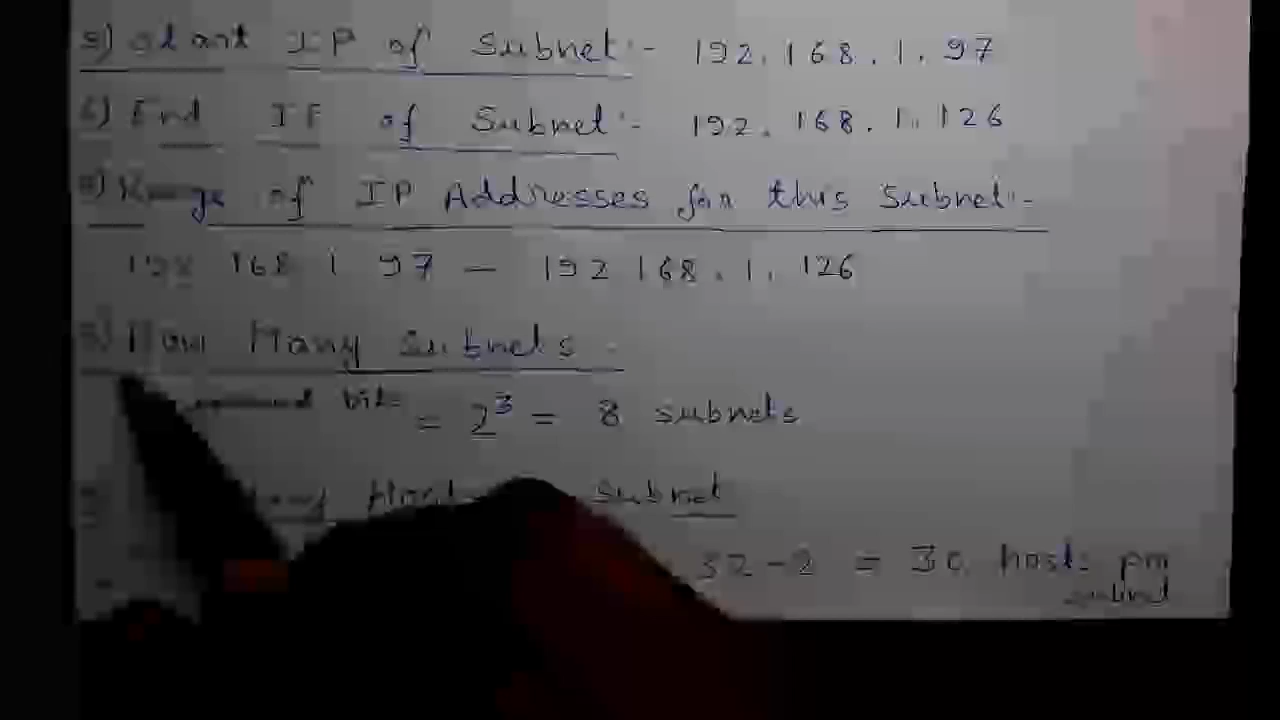 5) Start IP of Subnet:- 192.168.1.97
6) End IP of Subnet:- 192.168.1.126
Range of IP Addresses for this Subnet:-
192 168 1 97 — 192 168.1.126
How Many Subnets -
bits = 2³ = 8 subnets
Subnet
32-2 = 30 hosts per
subnet